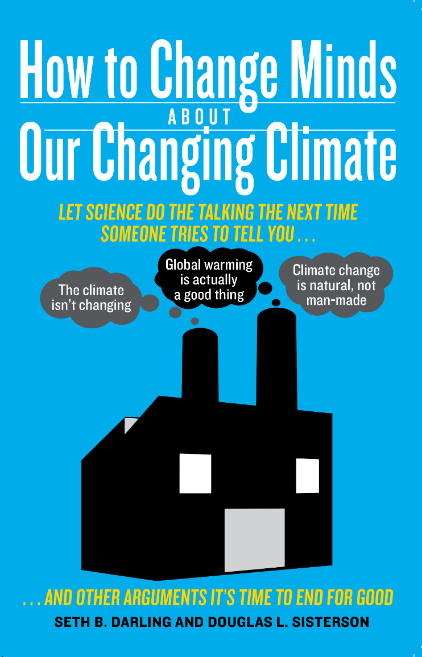 How to Change Minds
ABOUT
Our Changing Climate
LET SCIENCE DO THE TALKING THE NEXT TIME
SOMEONE TRIES TO TELL YOU...
The climate
isn't changing
Global warming
is actually
a good thing
Climate change
is natural, not
man-made
...AND OTHER ARGUMENTS IT'S TIME TO END FOR GOOD
SETH B. DARLING AND DOUGLAS L. SISTERSON